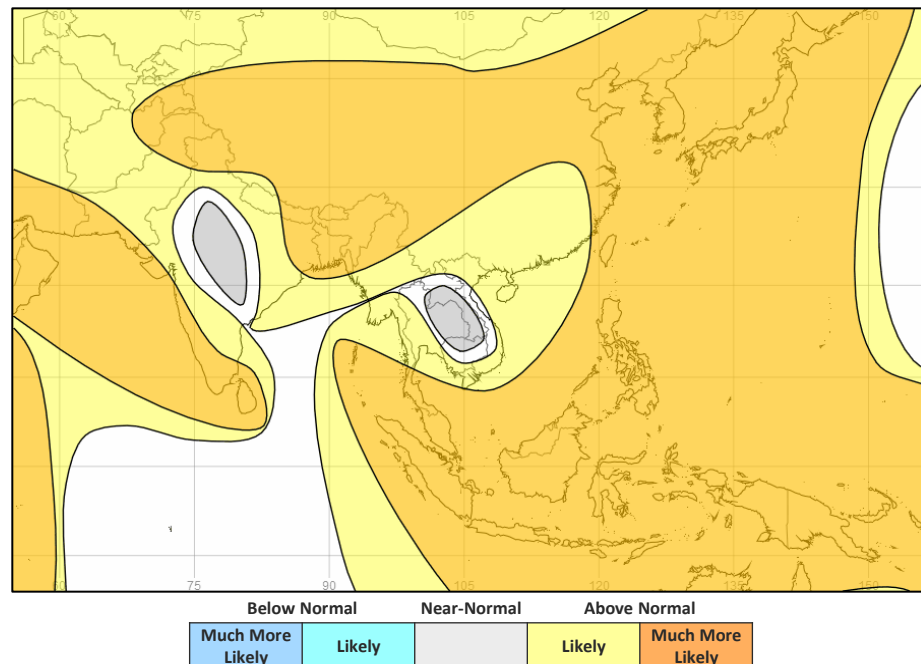 60 75 90 105 120 135 150
60 75 90 105 120 135 150
Below Normal Near-Normal Above Normal
Much More Likely Likely Much More
Likely Likely